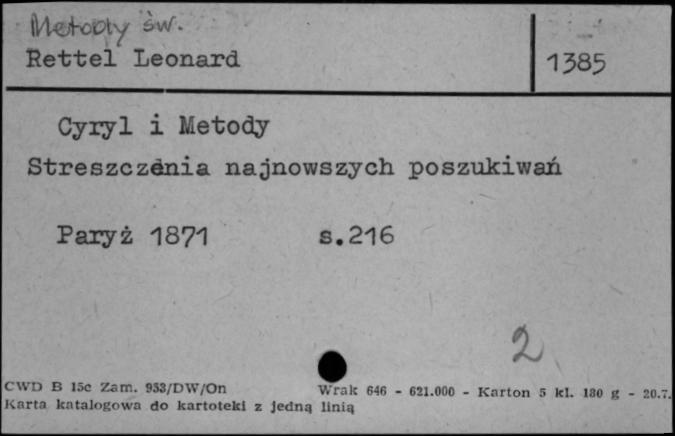 Metody św.
Rettel Leonard
1385
Cyryl i Metody
Streszczenia najnowszych poszukiwań
Paryż 1871 s.216
2
CWD B 15c Zam. 953/DW/On Wrak 646 - 621.000 - Karton 5 kl. 180 g - 20.7.
Karta katalogowa do kartoteki z jedną linią